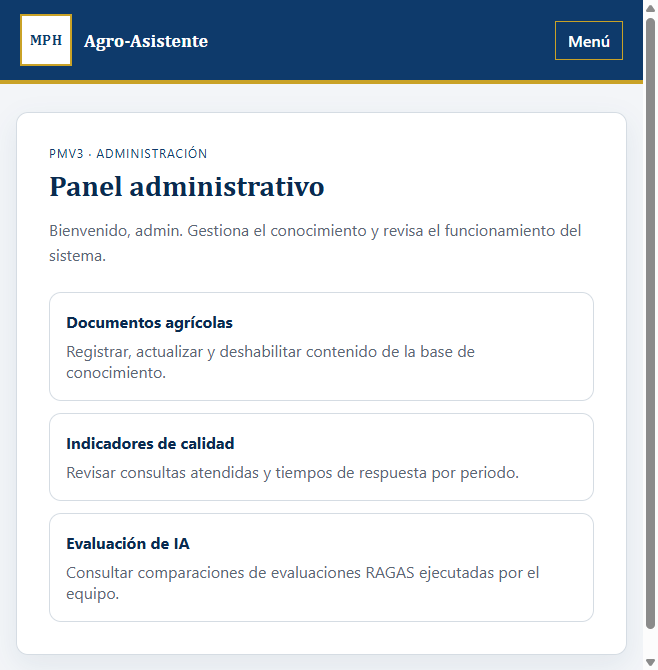 MPH
Agro-Asistente
Menú
PMV3 · ADMINISTRACIÓN
Panel administrativo
Bienvenido, admin. Gestiona el conocimiento y revisa el funcionamiento del
sistema.
Documentos agrícolas
Registrar, actualizar y deshabilitar contenido de la base de
conocimiento.
Indicadores de calidad
Revisar consultas atendidas y tiempos de respuesta por periodo.
Evaluación de IA
Consultar comparaciones de evaluaciones RAGAS ejecutadas por el
equipo.